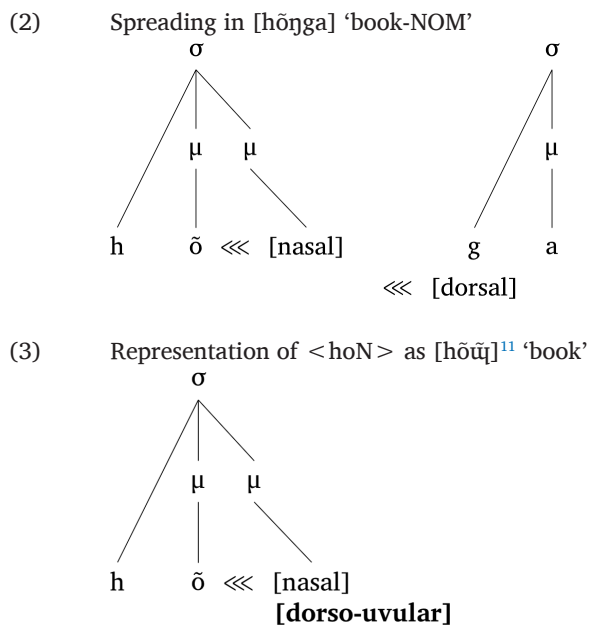 (2) Spreading in [hõŋga] ‘book-NOM’
σ σ
μ μ μ
h õ ⋘ [nasal] g a
⋘ [dorsal]
(3) Representation of <hoN> as [hõɰ̃]¹¹ ‘book’
σ
μ μ
h õ ⋘ [nasal]
[dorso-uvular]